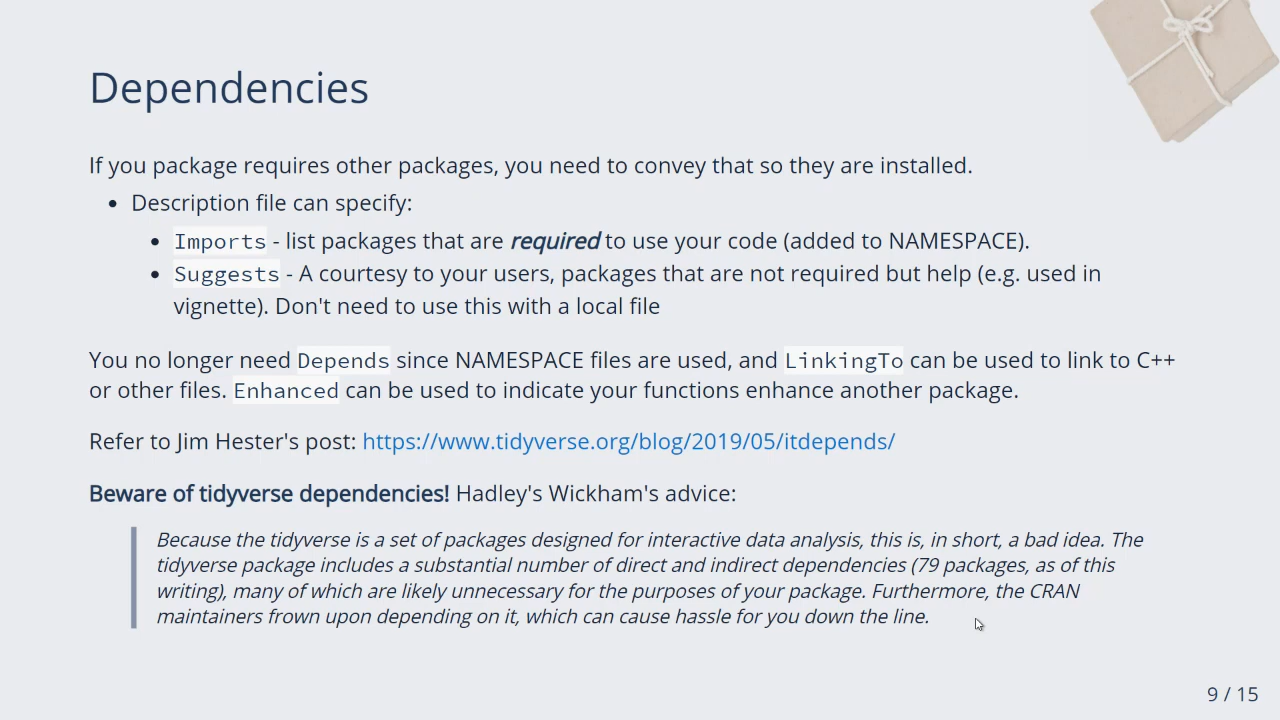 Dependencies
If you package requires other packages, you need to convey that so they are installed.
Description file can specify:
Imports - list packages that are required to use your code (added to NAMESPACE).
Suggests - A courtesy to your users, packages that are not required but help (e.g. used in
vignette). Don't need to use this with a local file
You no longer need Depends since NAMESPACE files are used, and LinkingTo can be used to link to C++
or other files. Enhanced can be used to indicate your functions enhance another package.
Refer to Jim Hester's post: https://www.tidyverse.org/blog/2019/05/itdepends/
Beware of tidyverse dependencies! Hadley's Wickham's advice:
Because the tidyverse is a set of packages designed for interactive data analysis, this is, in short, a bad idea. The
tidyverse package includes a substantial number of direct and indirect dependencies (79 packages, as of this
writing), many of which are likely unnecessary for the purposes of your package. Furthermore, the CRAN
maintainers frown upon depending on it, which can cause hassle for you down the line.
9 / 15